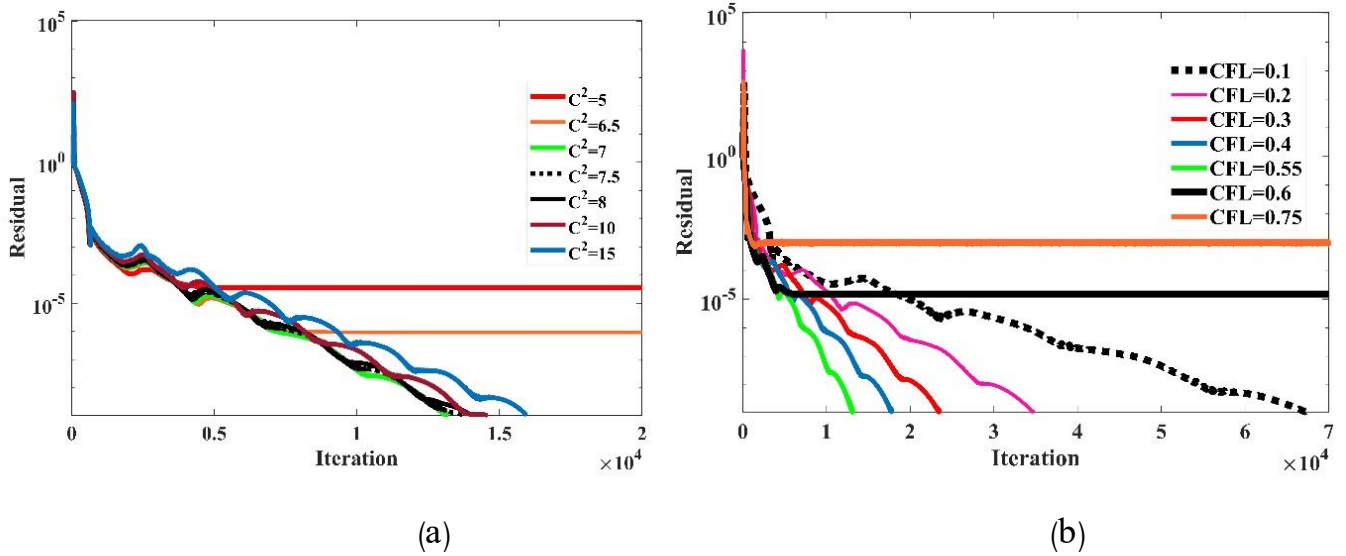 10^5
10^0
10^-5
Residual
C^2=5
C^2=6.5
C^2=7
C^2=7.5
C^2=8
C^2=10
C^2=15
0 0.5 1 1.5 2
Iteration
×10^4
(a)
10^5
10^0
10^-5
Residual
CFL=0.1
CFL=0.2
CFL=0.3
CFL=0.4
CFL=0.55
CFL=0.6
CFL=0.75
0 1 2 3 4 5 6 70
Iteration
×10^4
(b)